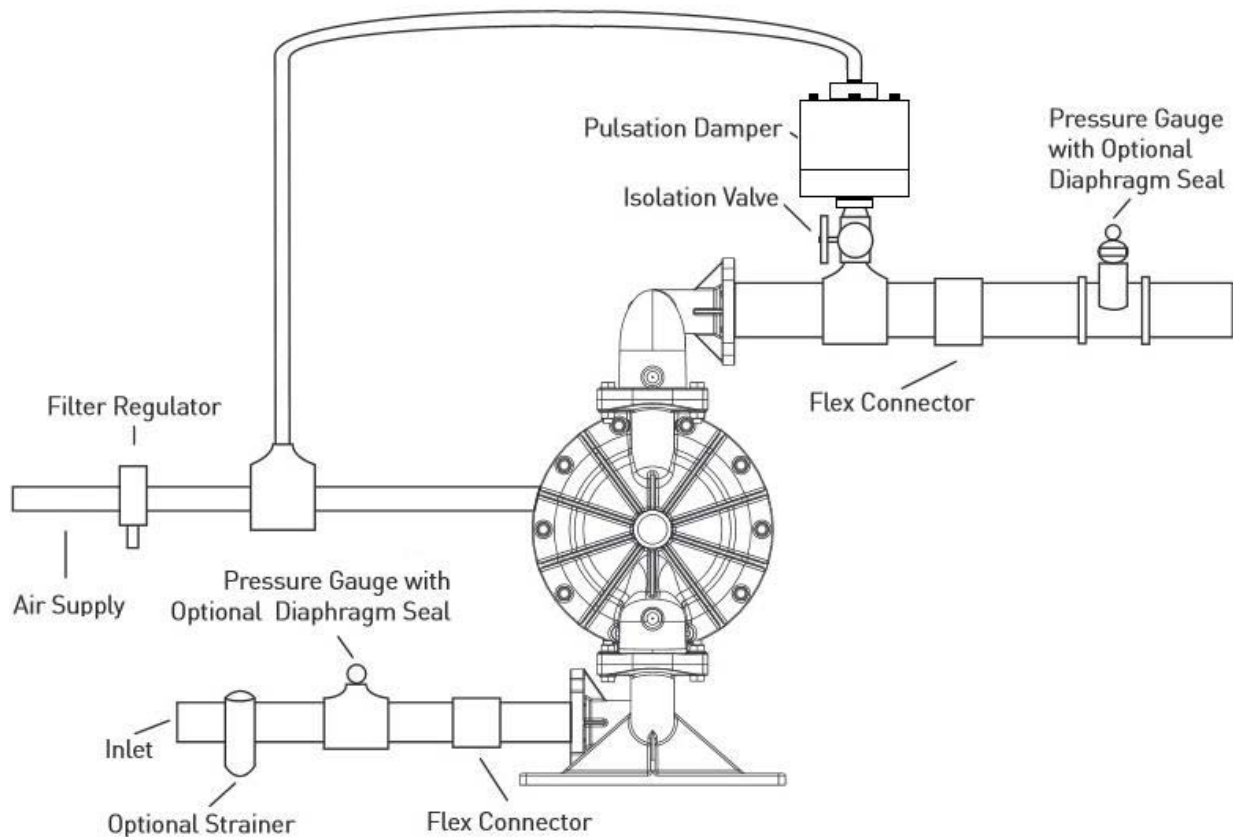 Pulsation Damper
Pressure Gauge
with Optional
Diaphragm Seal
Isolation Valve
Filter Regulator
Flex Connector
Air Supply
Pressure Gauge with
Optional Diaphragm Seal
Inlet
Optional Strainer
Flex Connector